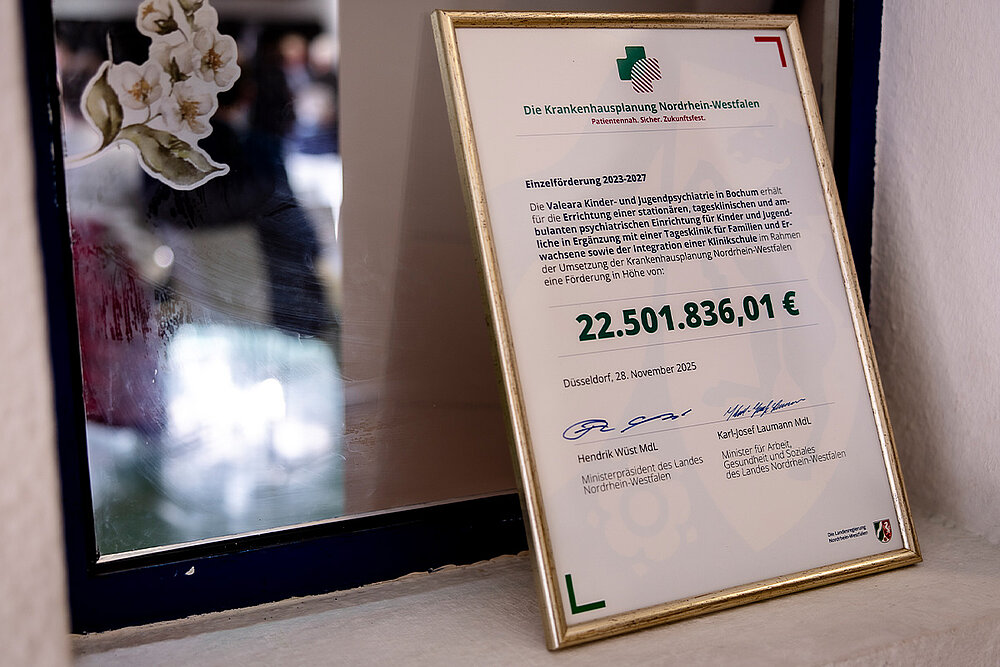 Die Krankenhausplanung Nordrhein-Westfalen
Patientennah. Sicher. Zukunftsfest.
Einzelförderung 2023-2027
Die Valeara Kinder- und Jugendpsychiatrie in Bochum erhält
für die Errichtung einer stationären, tagesklinischen und am-
bulanten psychiatrischen Einrichtung für Kinder und Jugend-
liche in Ergänzung mit einer Tagesklinik für Familien und Er-
wachsene sowie der Integration einer Klinikschule im Rahmen
der Umsetzung der Krankenhausplanung Nordrhein-Westfalen
eine Förderung in Höhe von:
22.501.836,01 €
Düsseldorf, 28. November 2025
Hendrik Wüst MdL
Ministerpräsident des Landes
Nordrhein-Westfalen
Karl-Josef Laumann MdL
Minister für Arbeit,
Gesundheit und Soziales
des Landes Nordrhein-Westfalen
Die Landesregierung
Nordrhein-Westfalen